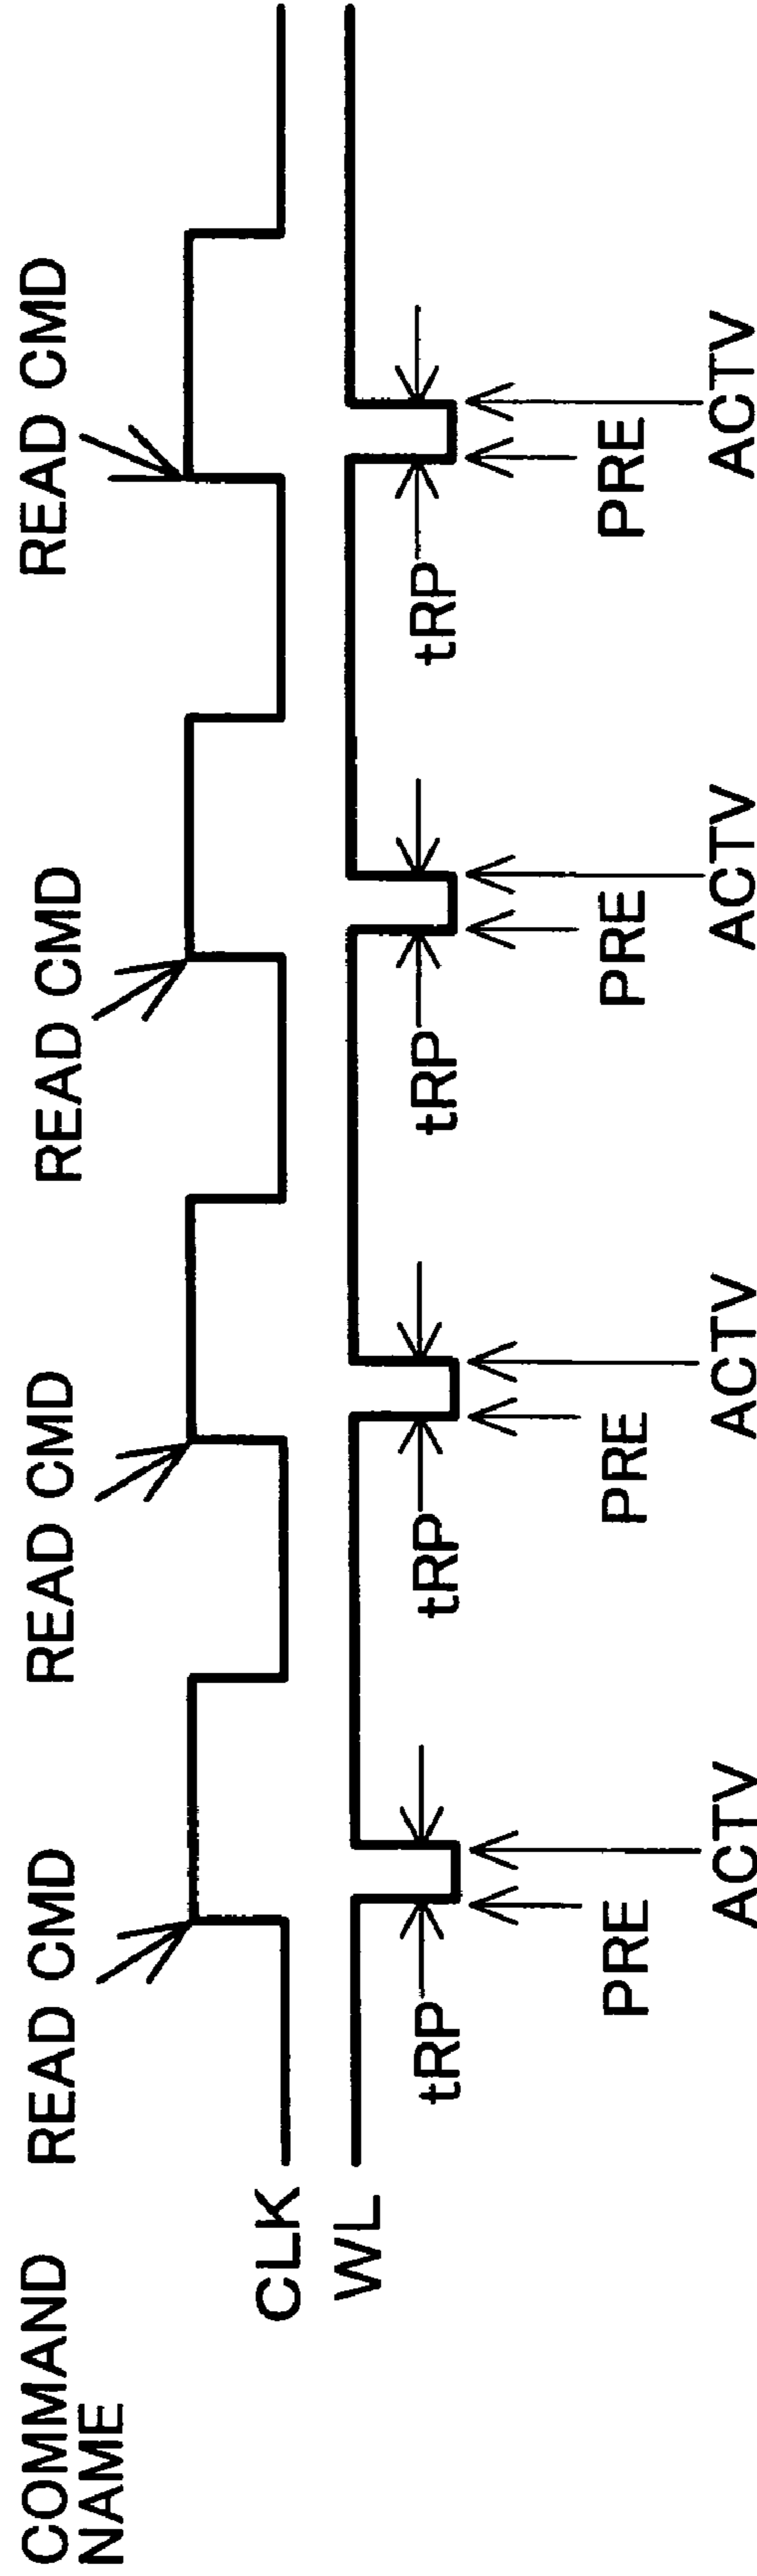 COMMAND
NAME
READ CMD
READ CMD
READ CMD
READ CMD
CLK
WL
tRP
tRP
tRP
tRP
PRE
PRE
PRE
PRE
ACTV
ACTV
ACTV
ACTV